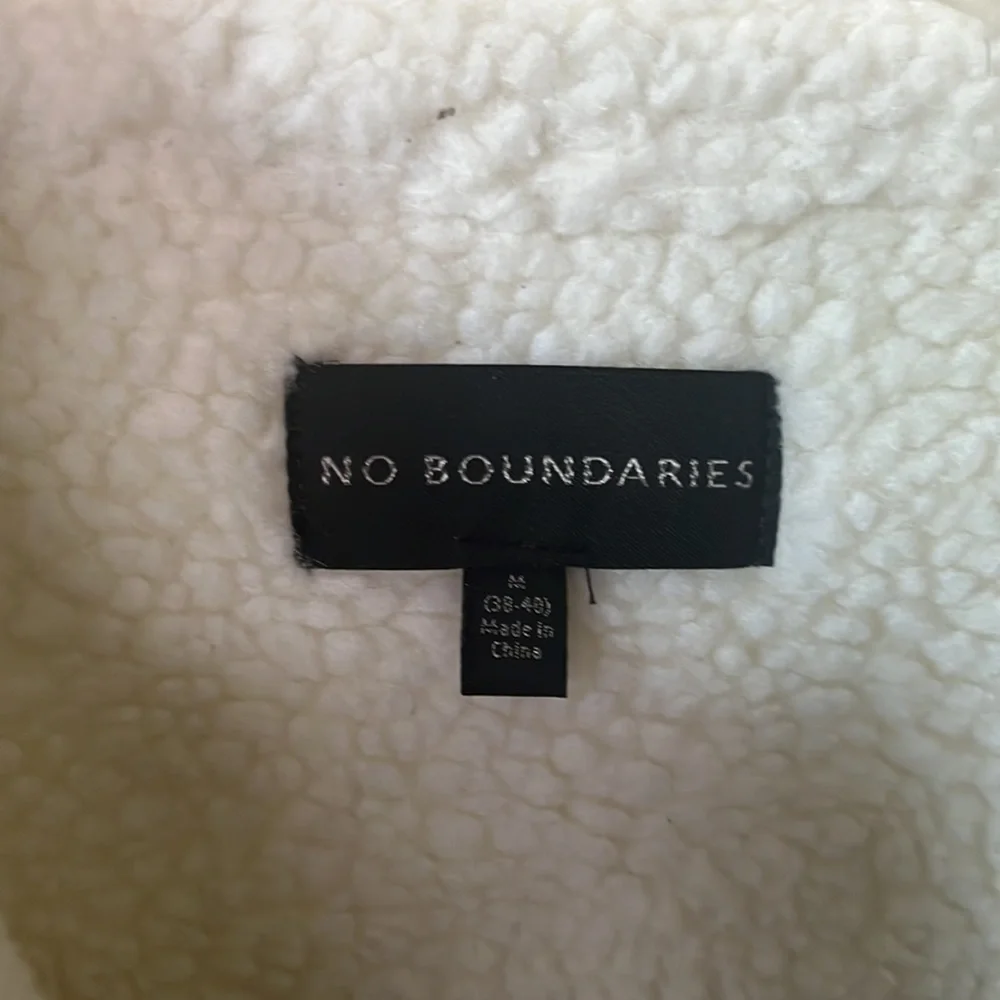 NO BOUNDARIES
M
(38-40)
Made in
China